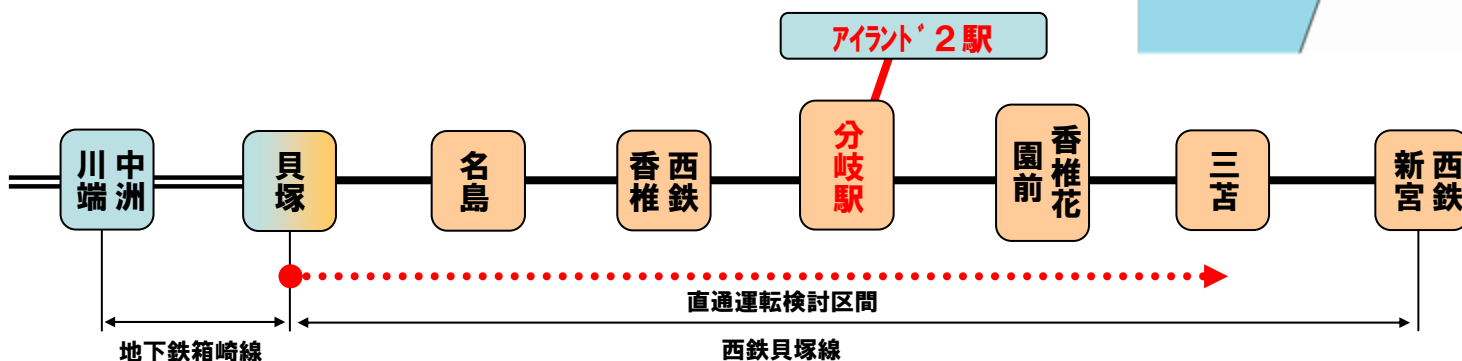 アイランド２駅
中洲川端
貝塚
名島
西鉄香椎
分岐駅
香椎花園前
三苫
西鉄新宮
直通運転検討区間
地下鉄箱崎線
西鉄貝塚線